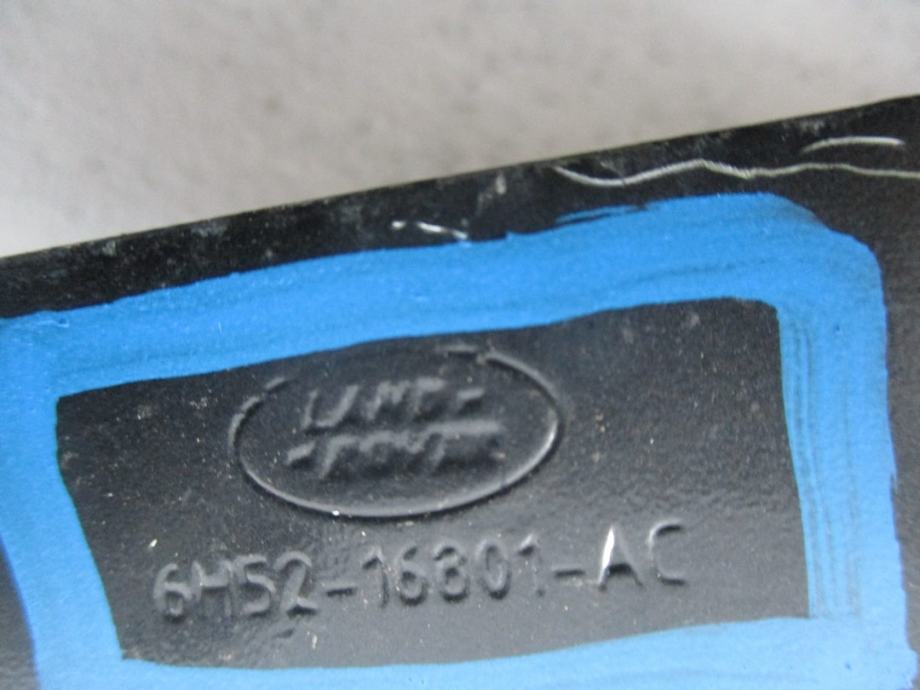 LAND-
-ROVER
6H52-16801-AC